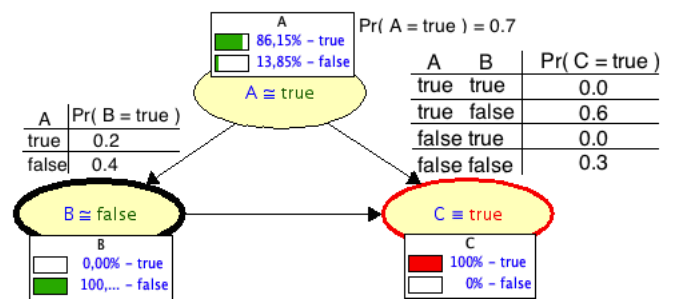 A
Pr( A = true ) = 0.7
86,15% – true
13,85% – false
A ≅ true
A B Pr( C = true )
true true 0.0
true false 0.6
false true 0.0
false false 0.3
A Pr( B = true )
true 0.2
false 0.4
B ≅ false
C ≡ true
B
0,00% – true
100,... – false
C
100% – true
0% – false